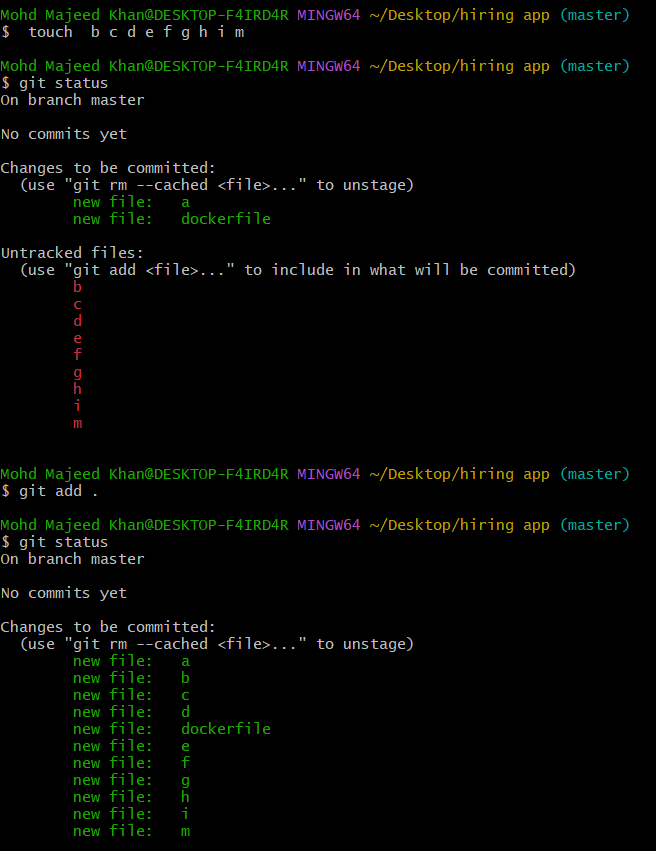 Mohd Majeed Khan@DESKTOP-F4IRD4R MINGW64 ~/Desktop/hiring app (master)
$  touch  b c d e f g h i m
Mohd Majeed Khan@DESKTOP-F4IRD4R MINGW64 ~/Desktop/hiring app (master)
$ git status
On branch master
No commits yet
Changes to be committed:
  (use "git rm --cached <file>..." to unstage)
        new file:   a
        new file:   dockerfile
Untracked files:
  (use "git add <file>..." to include in what will be committed)
        b
        c
        d
        e
        f
        g
        h
        i
        m
Mohd Majeed Khan@DESKTOP-F4IRD4R MINGW64 ~/Desktop/hiring app (master)
$ git add .
Mohd Majeed Khan@DESKTOP-F4IRD4R MINGW64 ~/Desktop/hiring app (master)
$ git status
On branch master
No commits yet
Changes to be committed:
  (use "git rm --cached <file>..." to unstage)
        new file:   a
        new file:   b
        new file:   c
        new file:   d
        new file:   dockerfile
        new file:   e
        new file:   f
        new file:   g
        new file:   h
        new file:   i
        new file:   m